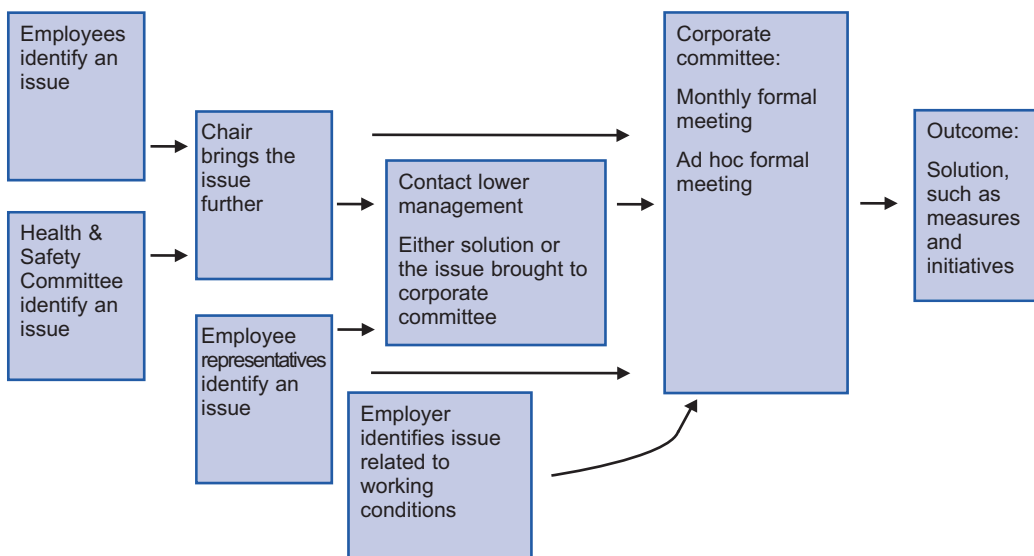 Employees
identify an
issue
Health &
Safety
Committee
identify an
issue
Chair
brings the
issue
further
Employee
representatives
identify an
issue
Contact lower
management
Either solution or
the issue brought to
corporate
committee
Employer
identifies issue
related to
working
conditions
Corporate
committee:
Monthly formal
meeting
Ad hoc formal
meeting
Outcome:
Solution,
such as
measures
and
initiatives